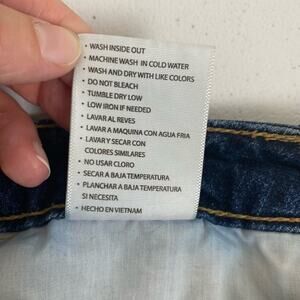 • WASH INSIDE OUT
• MACHINE WASH IN COLD WATER
• WASH AND DRY WITH LIKE COLORS
• DO NOT BLEACH
• TUMBLE DRY LOW
• LOW IRON IF NEEDED
• LAVAR AL REVES
• LAVAR A MAQUINA CON AGUA FRIA
• LAVAR Y SECAR CON
COLORES SIMILARES
• NO USAR CLORO
• SECAR A BAJA TEMPERATURA
• PLANCHAR A BAJA TEMPERATURA
SI NECESITA
• HECHO EN VIETNAM